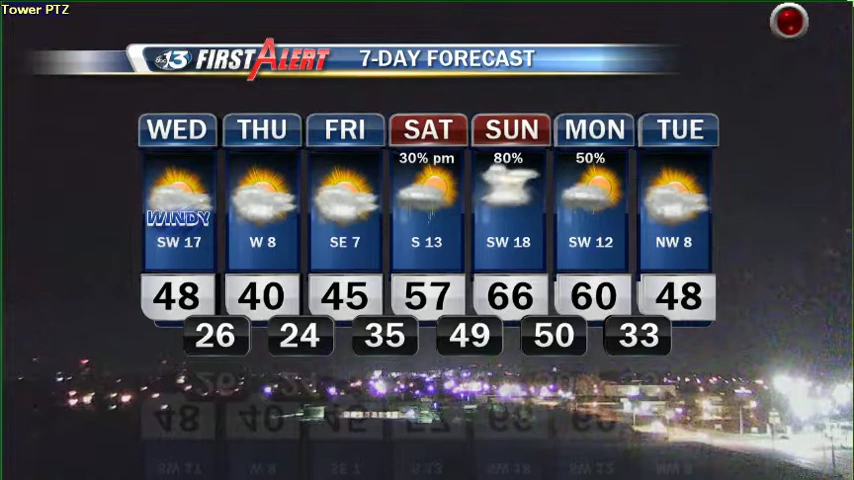 Tower PTZ
abc 13 FIRST ALERT 7-DAY FORECAST
WED THU FRI SAT SUN MON TUE
30% pm 80% 50%
WINDY
SW 17 W 8 SE 7 S 13 SW 18 SW 12 NW 8
48 40 45 57 66 60 48
26 24 35 49 50 33